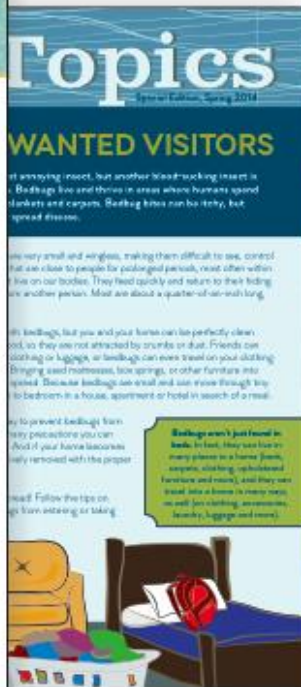 Topics
Special Edition, Spring 2014
WANTED VISITORS
st annoying insect, but another blood-sucking insect is
s. Bedbugs live and thrive in areas where humans spend
blankets and carpets. Bedbug bites can be itchy, but
spread disease.
are very small and wingless, making them difficult to see, control
that are close to people for prolonged periods, most often within
t live on our bodies. They feed quickly and return to their hiding
om another person. Most are about a quarter-of-an-inch long,
ith bedbugs, but you and your home can be perfectly clean
ood, so they are not attracted by crumbs or dust. Friends can
clothing or luggage, or bedbugs can even travel on your clothing
Bringing used mattresses, box springs, or other furniture into
spread. Because bedbugs are small and can move through tiny
to bedroom in a house, apartment or hotel in search of a meal.
ay to prevent bedbugs from
many precautions you can
And if your home becomes
vely removed with the proper
Bedbugs aren't just found in
beds. In fact, they can live in
many places in a home (beds,
carpets, clothing, upholstered
furniture and more), and they can
travel into a home in many ways,
as well (on clothing, accessories,
laundry, luggage and more).
read! Follow the tips on
gs from entering or taking